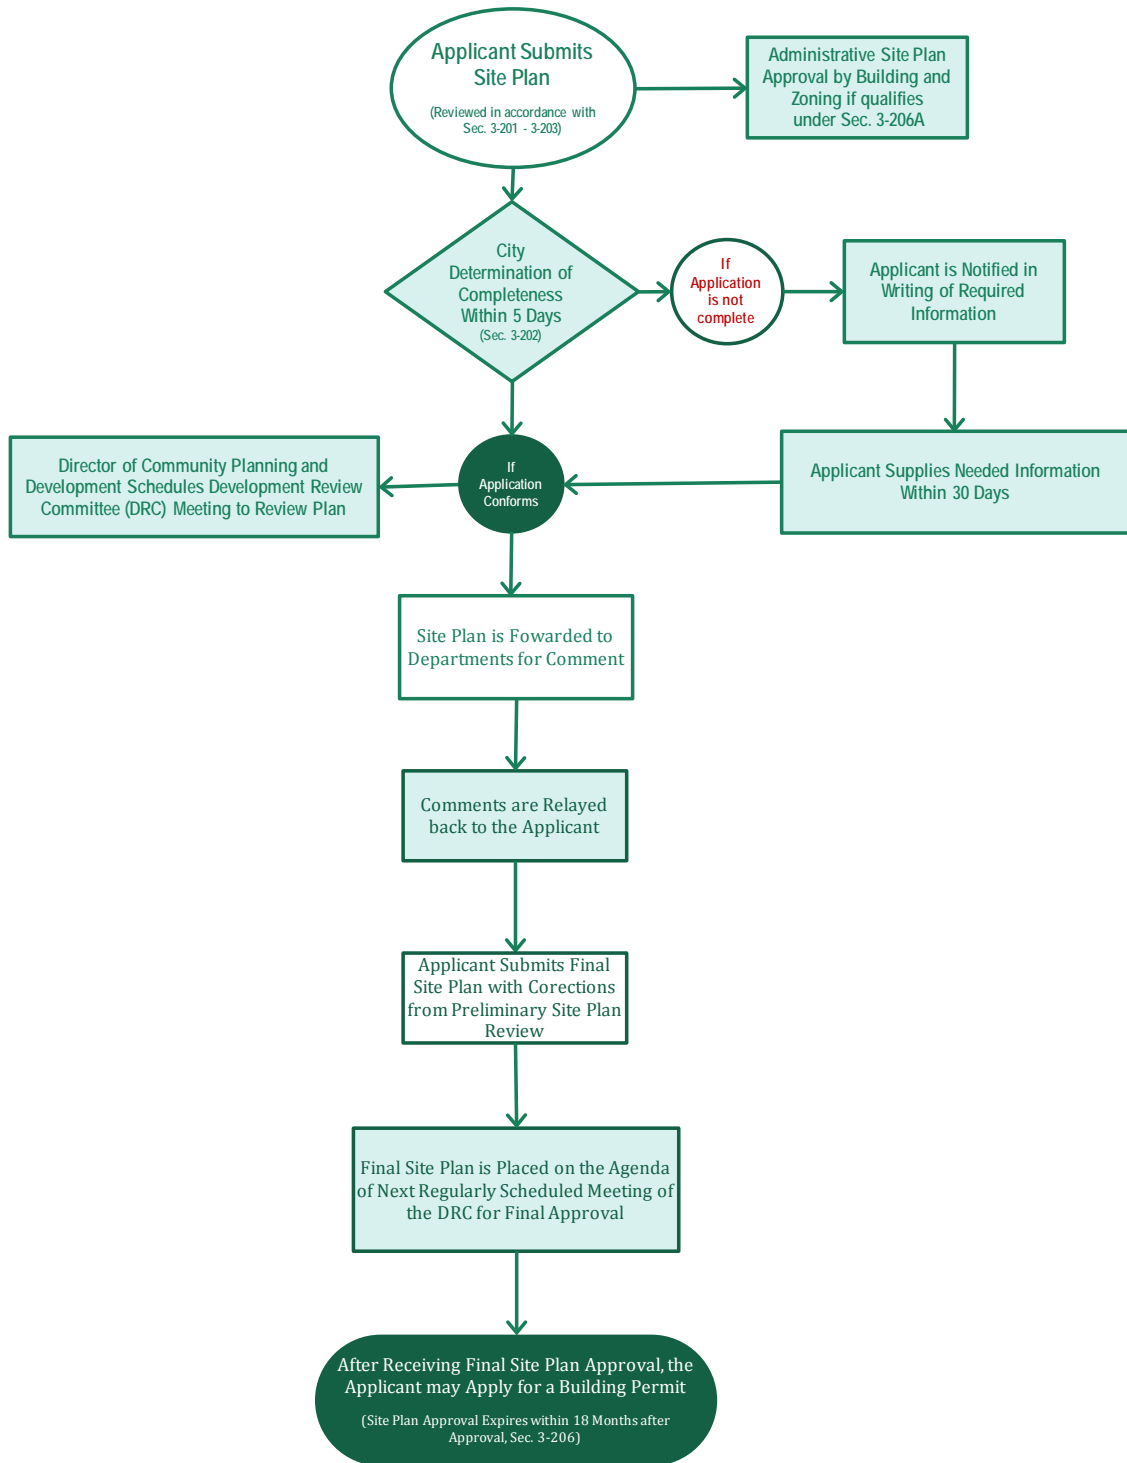 Applicant Submits
Site Plan
(Reviewed in accordance with
Sec. 3-201 - 3-203)
Administrative Site Plan
Approval by Building and
Zoning if qualifies
under Sec. 3-206A
City
Determination of
Completeness
Within 5 Days
(Sec. 3-202)
If
Application
is not
complete
Applicant is Notified in
Writing of Required
Information
Director of Community Planning and
Development Schedules Development Review
Committee (DRC) Meeting to Review Plan
If
Application
Conforms
Applicant Supplies Needed Information
Within 30 Days
Site Plan is Fowarded to
Departments for Comment
Comments are Relayed
back to the Applicant
Applicant Submits Final
Site Plan with Corections
from Preliminary Site Plan
Review
Final Site Plan is Placed on the Agenda
of Next Regularly Scheduled Meeting of
the DRC for Final Approval
After Receiving Final Site Plan Approval, the
Applicant may Apply for a Building Permit
(Site Plan Approval Expires within 18 Months after
Approval, Sec. 3-206)